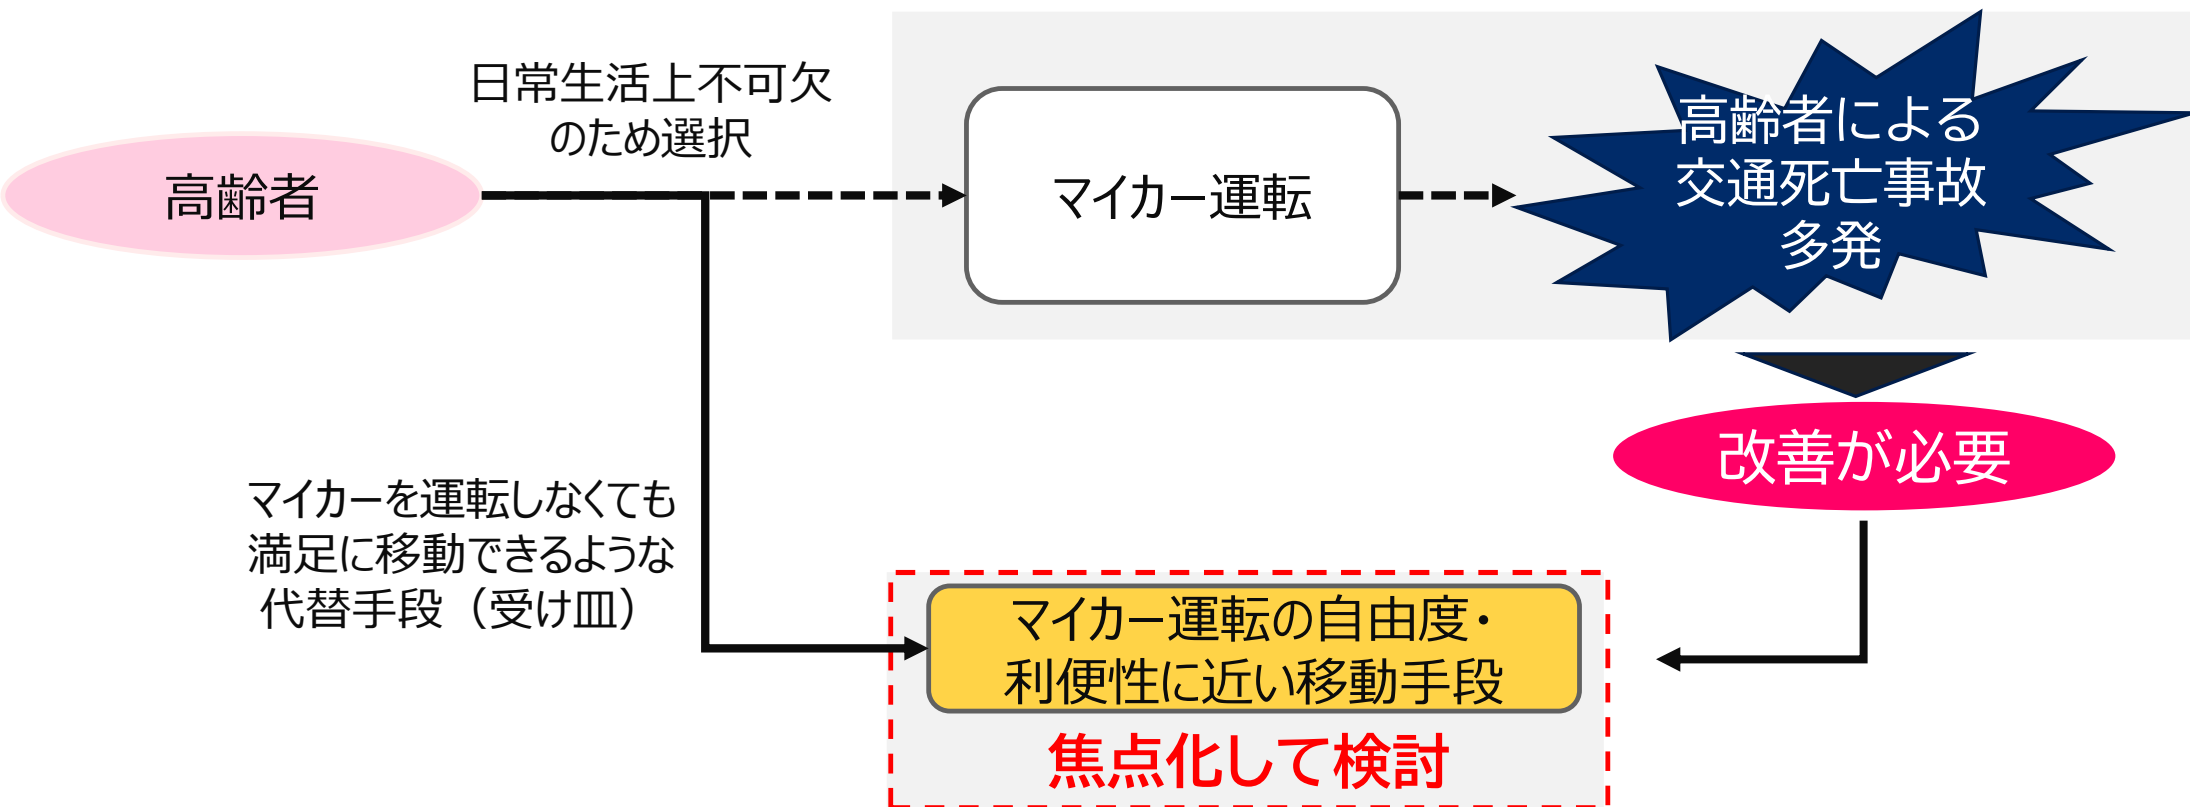 日常生活上不可欠
のため選択
高齢者
マイカー運転
高齢者による
交通死亡事故
多発
改善が必要
マイカーを運転しなくても
満足に移動できるような
代替手段（受け皿）
マイカー運転の自由度・
利便性に近い移動手段
焦点化して検討